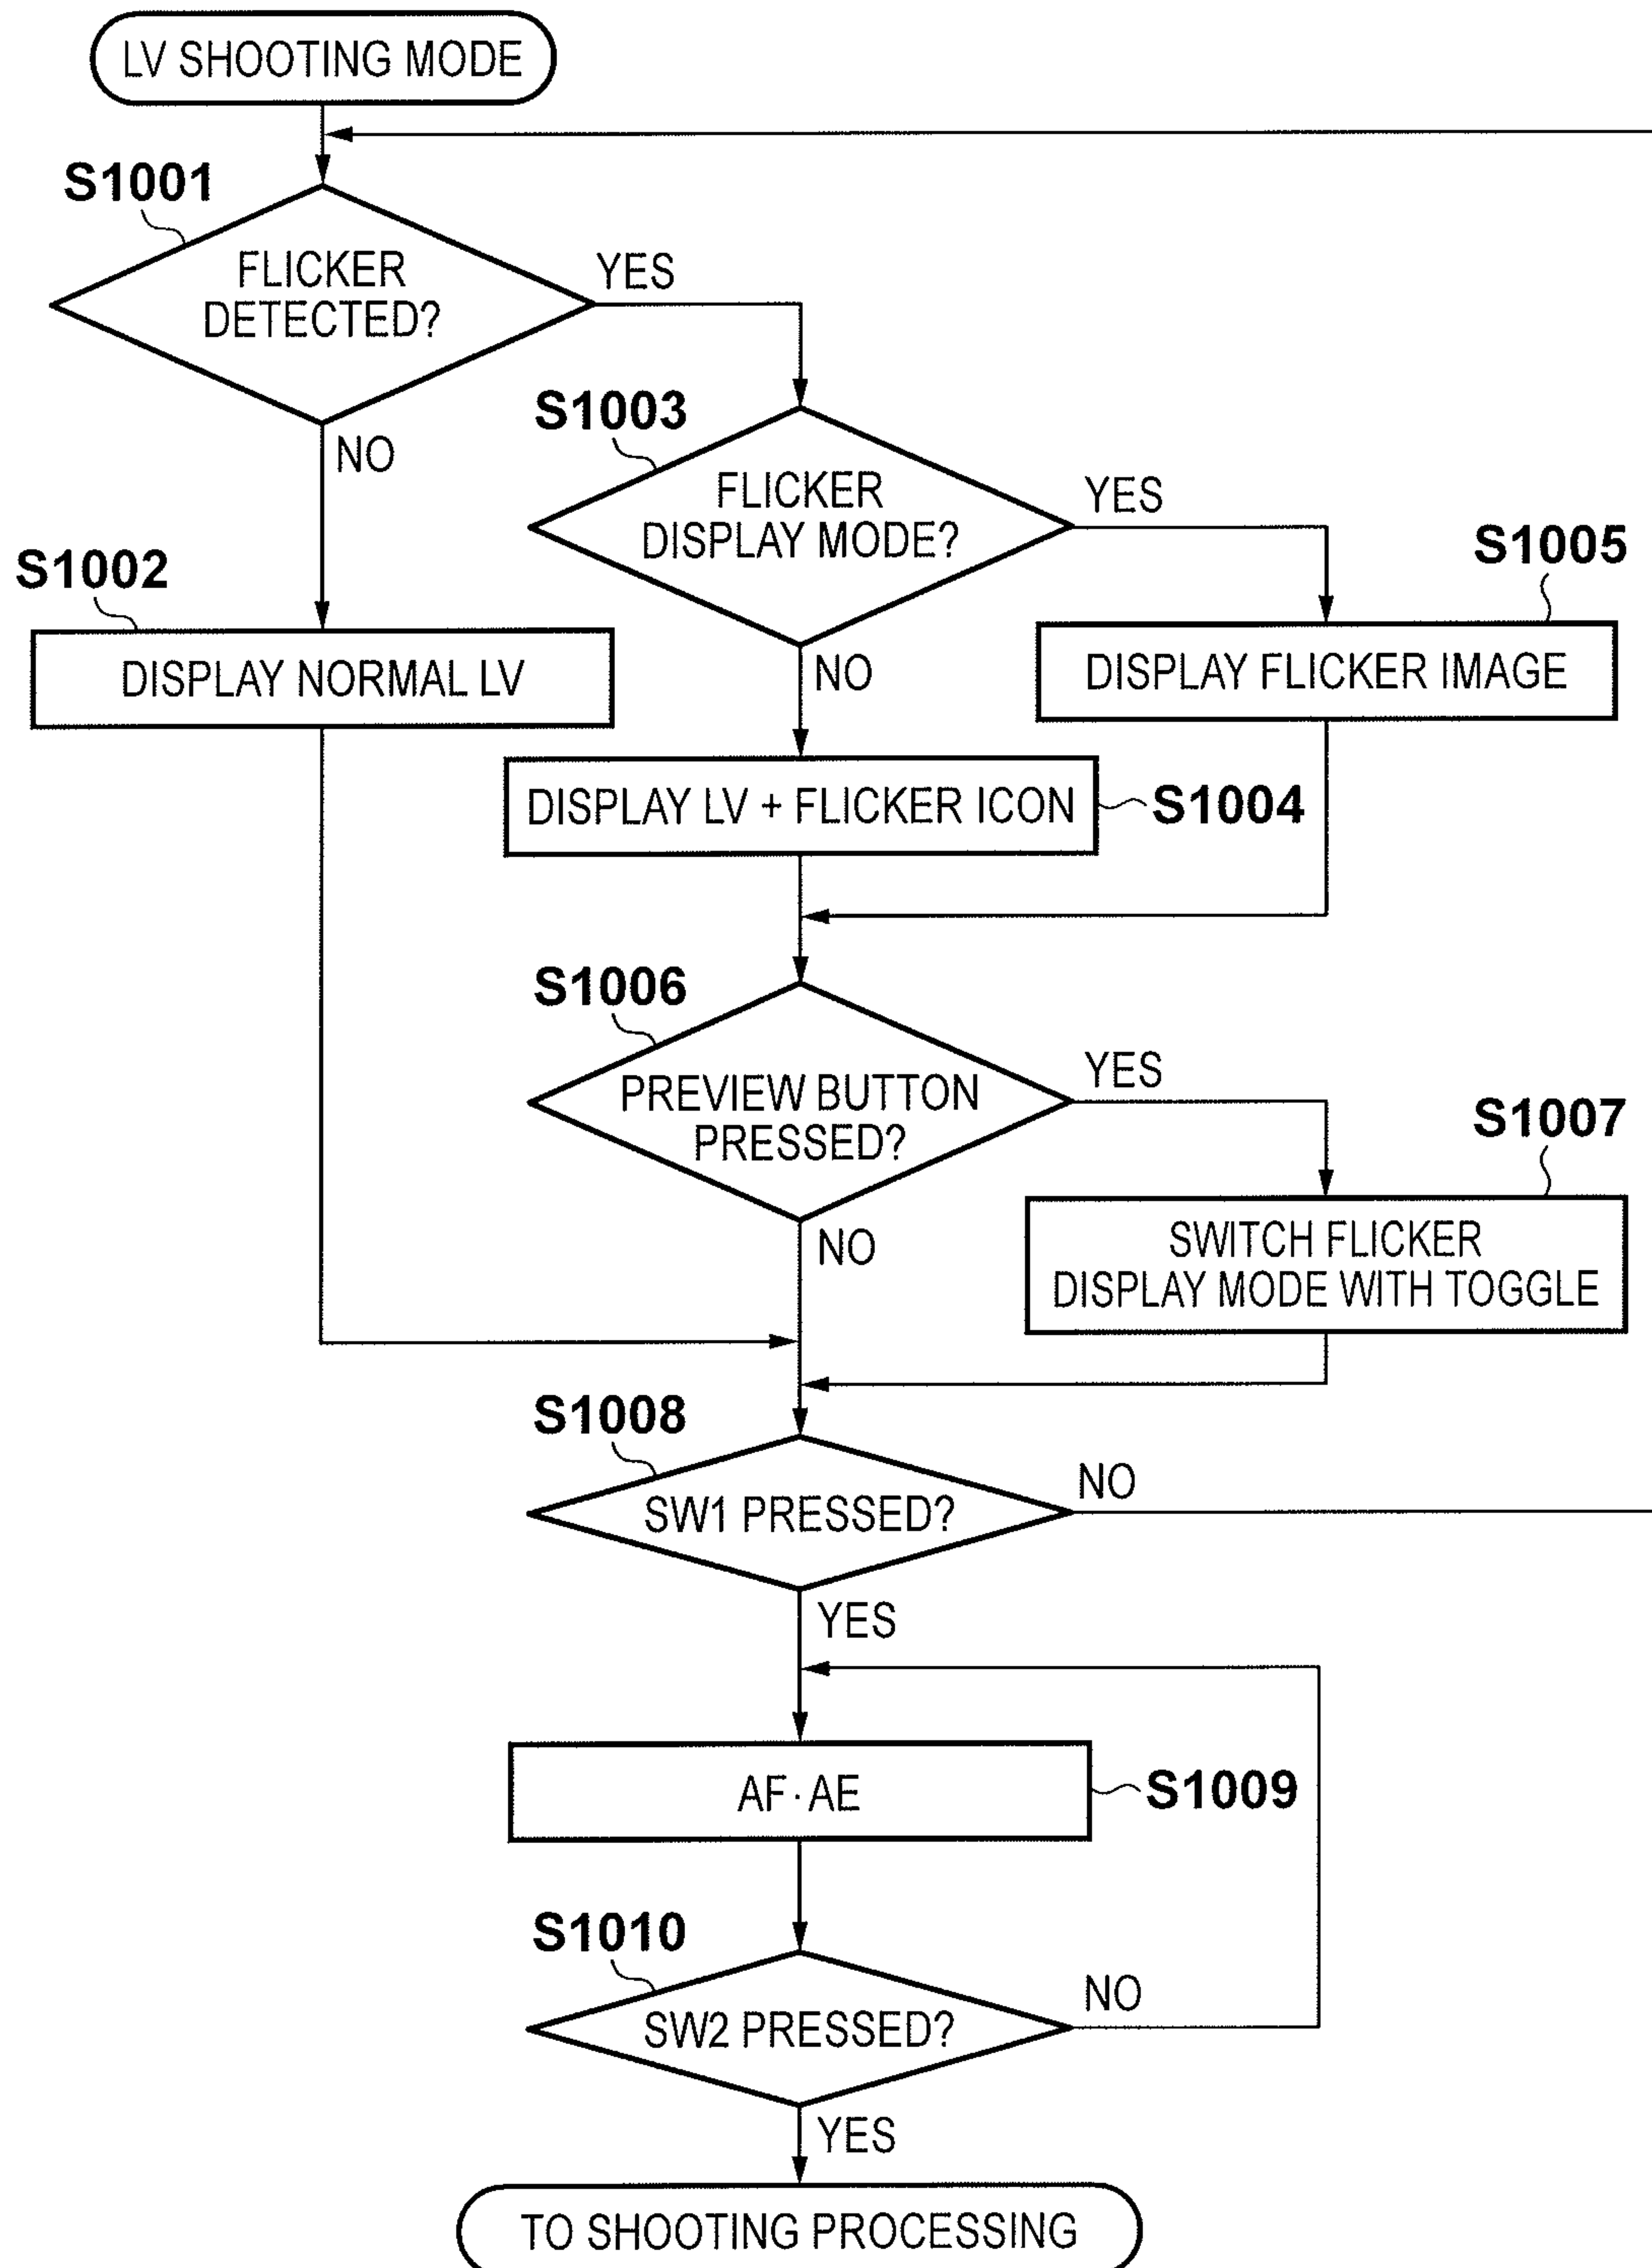 LV SHOOTING MODE
S1001
FLICKER
DETECTED?
YES
NO
S1003
FLICKER
DISPLAY MODE?
YES
NO
S1002
DISPLAY NORMAL LV
S1005
DISPLAY FLICKER IMAGE
DISPLAY LV + FLICKER ICON
S1004
S1006
PREVIEW BUTTON
PRESSED?
YES
NO
S1007
SWITCH FLICKER
DISPLAY MODE WITH TOGGLE
S1008
SW1 PRESSED?
NO
YES
AF·AE
S1009
S1010
SW2 PRESSED?
NO
YES
TO SHOOTING PROCESSING